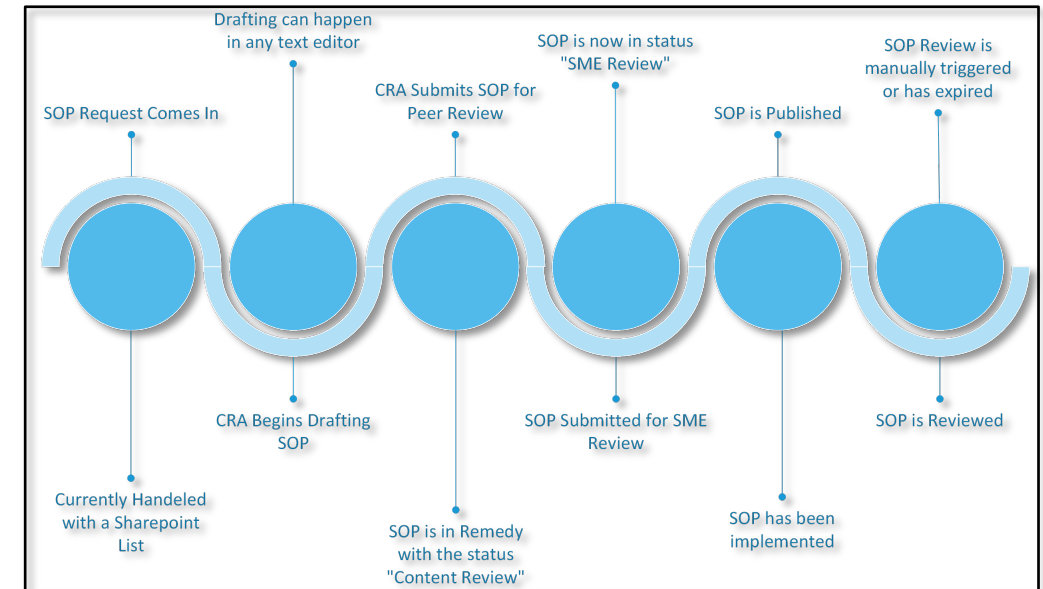 SOP Request Comes In
Currently Handeled
with a Sharepoint
List
Drafting can happen
in any text editor
CRA Begins Drafting
SOP
CRA Submits SOP for
Peer Review
SOP is in Remedy
with the status
"Content Review"
SOP is now in status
"SME Review"
SOP Submitted for SME
Review
SOP is Published
SOP has been
implemented
SOP Review is
manually triggered
or has expired
SOP is Reviewed